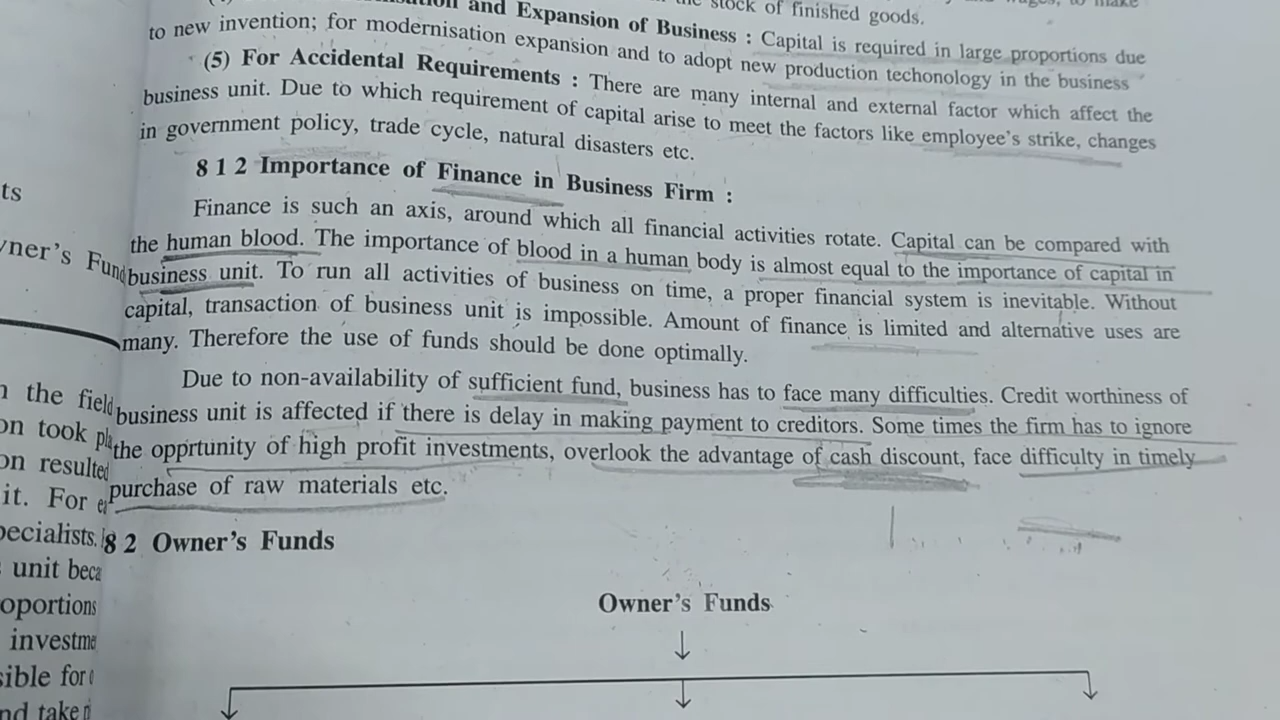 stock of finished goods.
and Expansion of Business : Capital is required in large proportions due
to new invention; for modernisation expansion and to adopt new production techonology in the business
(5) For Accidental Requirements : There are many internal and external factor which affect the
business unit. Due to which requirement of capital arise to meet the factors like employee's strike, changes
in government policy, trade cycle, natural disasters etc.
8 1 2 Importance of Finance in Business Firm :
Finance is such an axis, around which all financial activities rotate. Capital can be compared with
the human blood. The importance of blood in a human body is almost equal to the importance of capital in
business unit. To run all activities of business on time, a proper financial system is inevitable. Without
capital, transaction of business unit is impossible. Amount of finance is limited and alternative uses are
many. Therefore the use of funds should be done optimally.
Due to non-availability of sufficient fund, business has to face many difficulties. Credit worthiness of
business unit is affected if there is delay in making payment to creditors. Some times the firm has to ignore
the opprtunity of high profit investments, overlook the advantage of cash discount, face difficulty in timely
purchase of raw materials etc.
8 2 Owner's Funds
Owner's Funds
ts
the field
on took
on resulted
it. For
unit